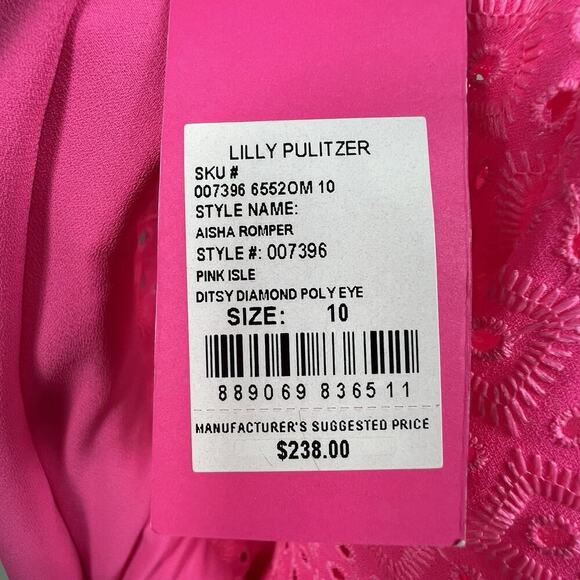 LILLY PULITZER
SKU #
007396 6552OM 10
STYLE NAME:
AISHA ROMPER
STYLE #: 007396
PINK ISLE
DITSY DIAMOND POLY EYE
SIZE: 10
889069 836511
MANUFACTURER'S SUGGESTED PRICE
$238.00